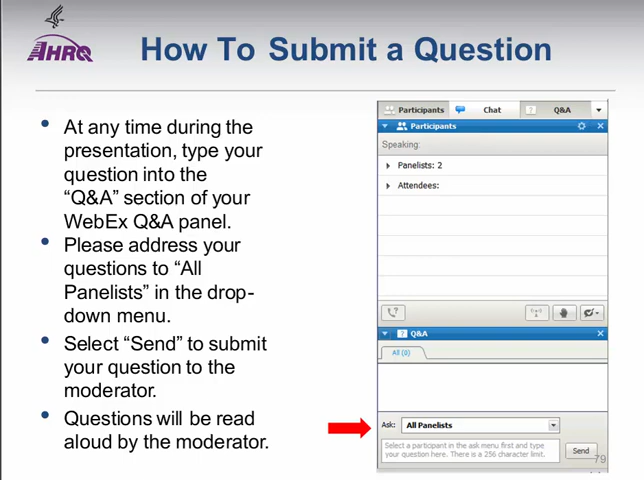 AHRQ
How To Submit a Question
• At any time during the
presentation, type your
question into the
“Q&A” section of your
WebEx Q&A panel.
• Please address your
questions to “All
Panelists” in the drop-
down menu.
• Select “Send” to submit
your question to the
moderator.
• Questions will be read
aloud by the moderator.
Participants Chat Q&A
Participants
Speaking:
Panelists: 2
Attendees:
Q&A
All (0)
Ask: All Panelists
Select a participant in the ask menu first and type
your question here. There is a 256 character limit.
Send
79